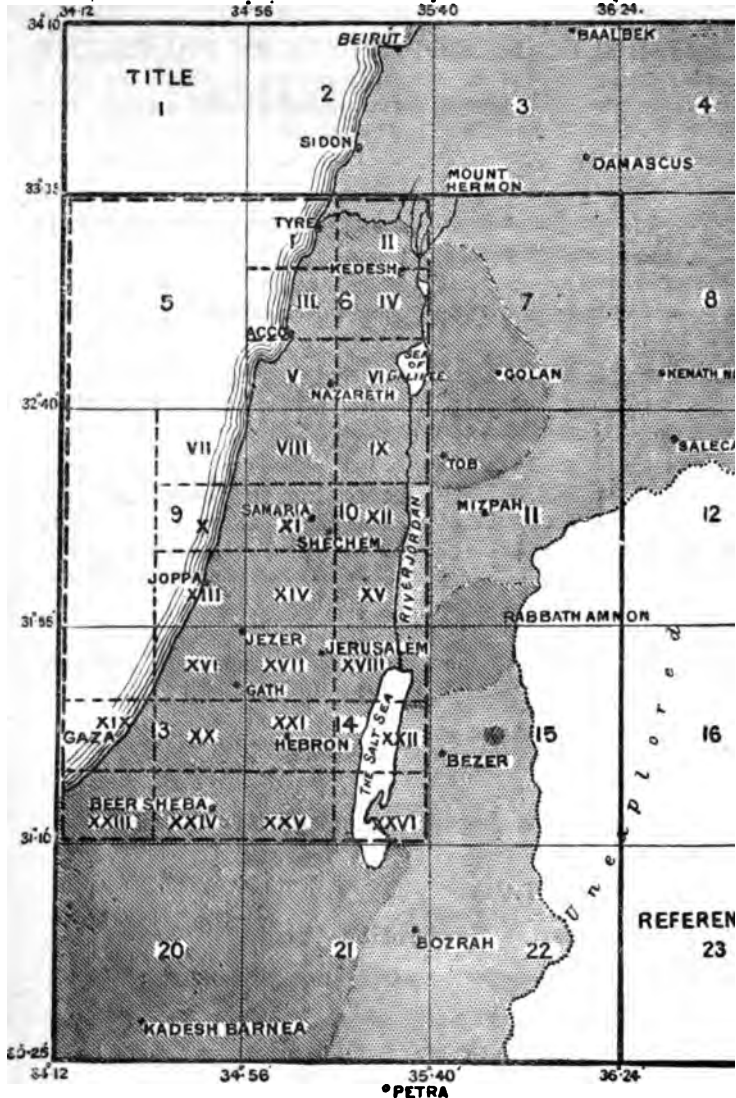 34·12 34·56 35·40 36·24
34·10
BEIRUT
BAALBEK
TITLE
1 2 3 4
SIDON
DAMASCUS
MOUNT
HERMON
TYRE
I II
KEDESH
5 III 6 IV 7 8
ACCO
SEA
OF
GALILEE
V VI
GOLAN
NAZARETH
32·40
VII VIII IX
TOB
SALECA
9 X SAMARIA XI 10 XII MIZPAH 11 12
SHECHEM
RIVER JORDAN
JOPPA
XIII XIV XV
RABBATH AMMON
31·55
JEZER
JERUSALEM
XVI XVII XVIII
GATH
XIX 13 XX XXI 14 XXII 15 16
GAZA
HEBRON
THE SALT SEA
BEZER
Unexplored
BEER SHEBA
XXIII XXIV XXV XXVI
31·10
REFEREN
20 21 22 23
BOZRAH
KADESH BARNEA
34·12 34·56 35·40 36·24
PETRA